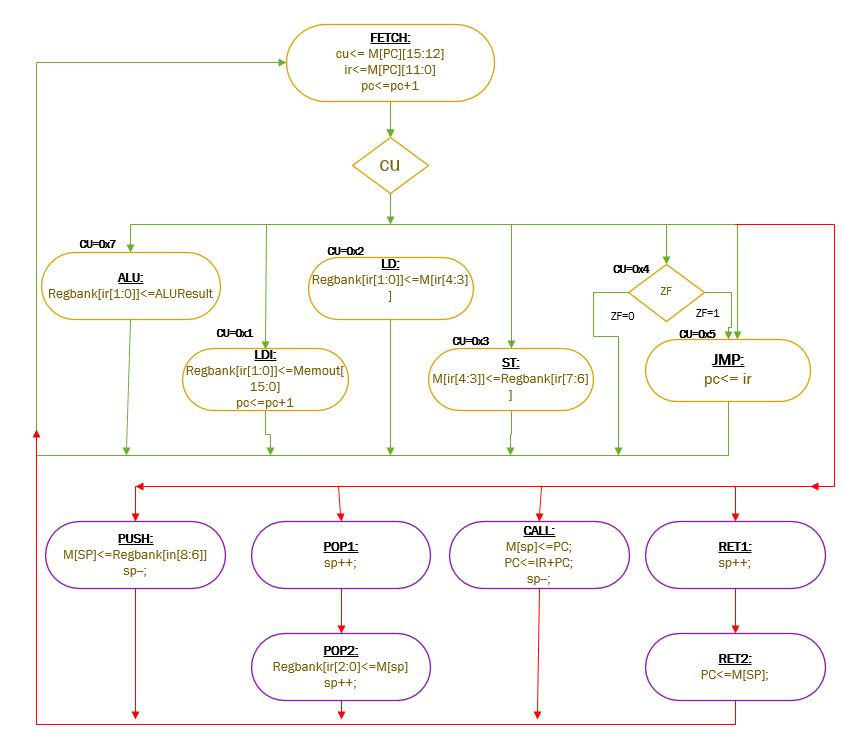 FETCH:
cu<= M[PC][15:12]
ir<=M[PC][11:0]
pc<=pc+1
cu
CU=0x7
ALU:
Regbank[ir[1:0]]<=ALUResult
CU=0x1
LDI:
Regbank[ir[1:0]]<=Memout[
15:0]
pc<=pc+1
CU=0x2
LD:
Regbank[ir[1:0]]<=M[ir[4:3]
]
CU=0x3
ST:
M[ir[4:3]]<=Regbank[ir[7:6]
]
CU=0x4
ZF
ZF=0
ZF=1
CU=0x5
JMP:
pc<= ir
PUSH:
M[SP]<=Regbank[in[8:6]]
sp--;
POP1:
sp++;
CALL:
M[sp]<=PC;
PC<=IR+PC;
sp--;
RET1:
sp++;
POP2:
Regbank[ir[2:0]<=M[sp]
sp++;
RET2:
PC<=M[SP];